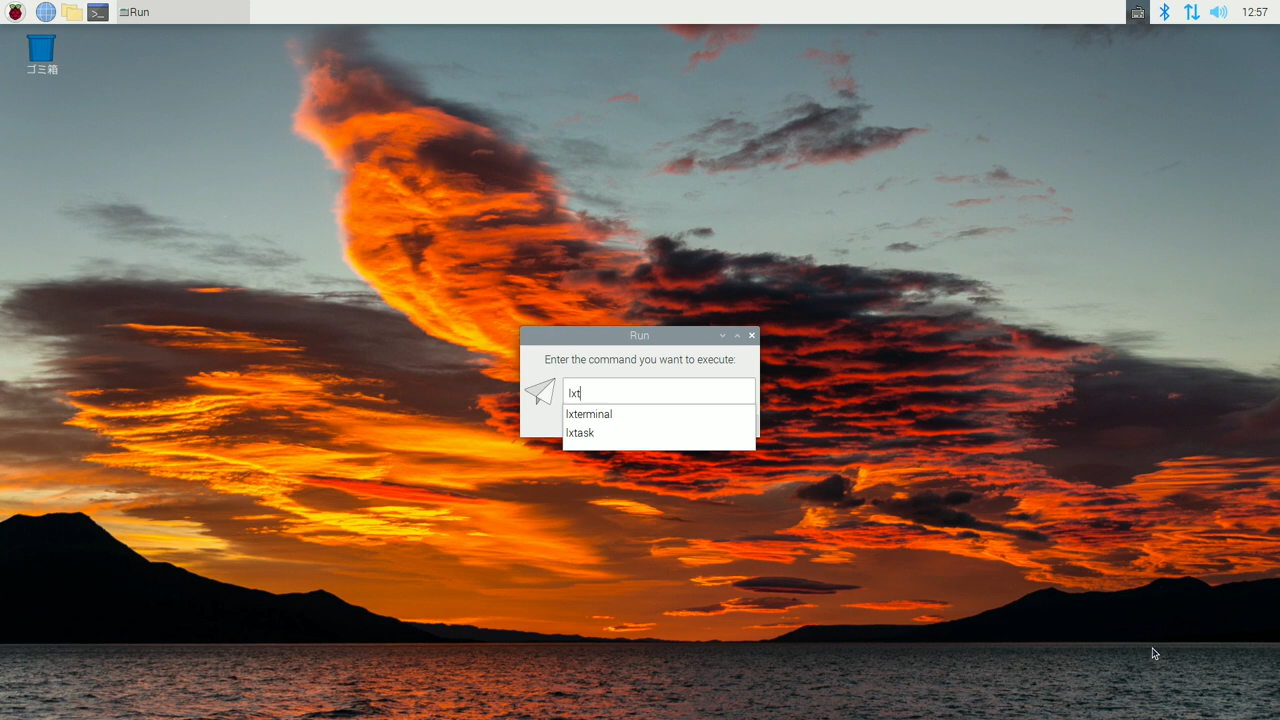 Run
12:57
ゴミ箱
Run
Enter the command you want to execute:
lxt
lxterminal
lxtask